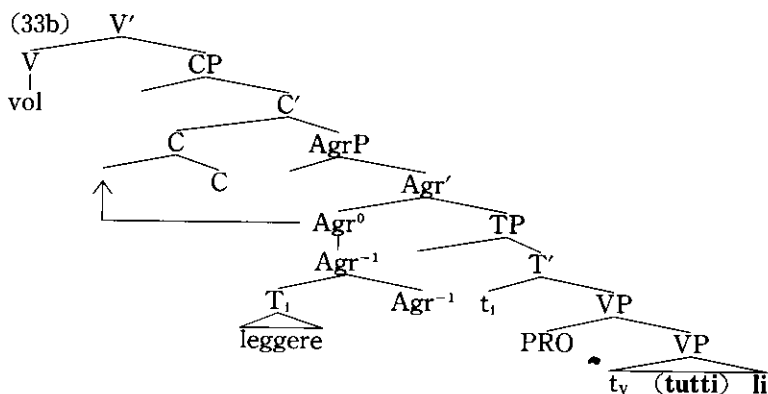 (33b) V′
V CP
vol
C′
C AgrP
C Agr′
Agr⁰ TP
Agr⁻¹ T′
T₁ Agr⁻¹ t₁ VP
leggere PRO VP
t_V (tutti) li